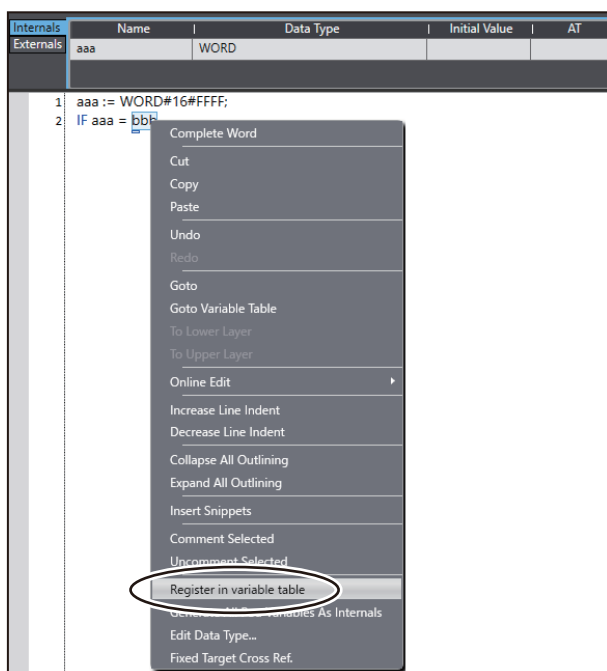 Internals Name Data Type Initial Value AT
Externals aaa WORD
1 aaa := WORD#16#FFFF;
2 IF aaa = bbb
Complete Word
Cut
Copy
Paste
Undo
Redo
Goto
Goto Variable Table
To Lower Layer
To Upper Layer
Online Edit
Increase Line Indent
Decrease Line Indent
Collapse All Outlining
Expand All Outlining
Insert Snippets
Comment Selected
Uncomment Selected
Register in variable table
As Internals
Edit Data Type...
Fixed Target Cross Ref.